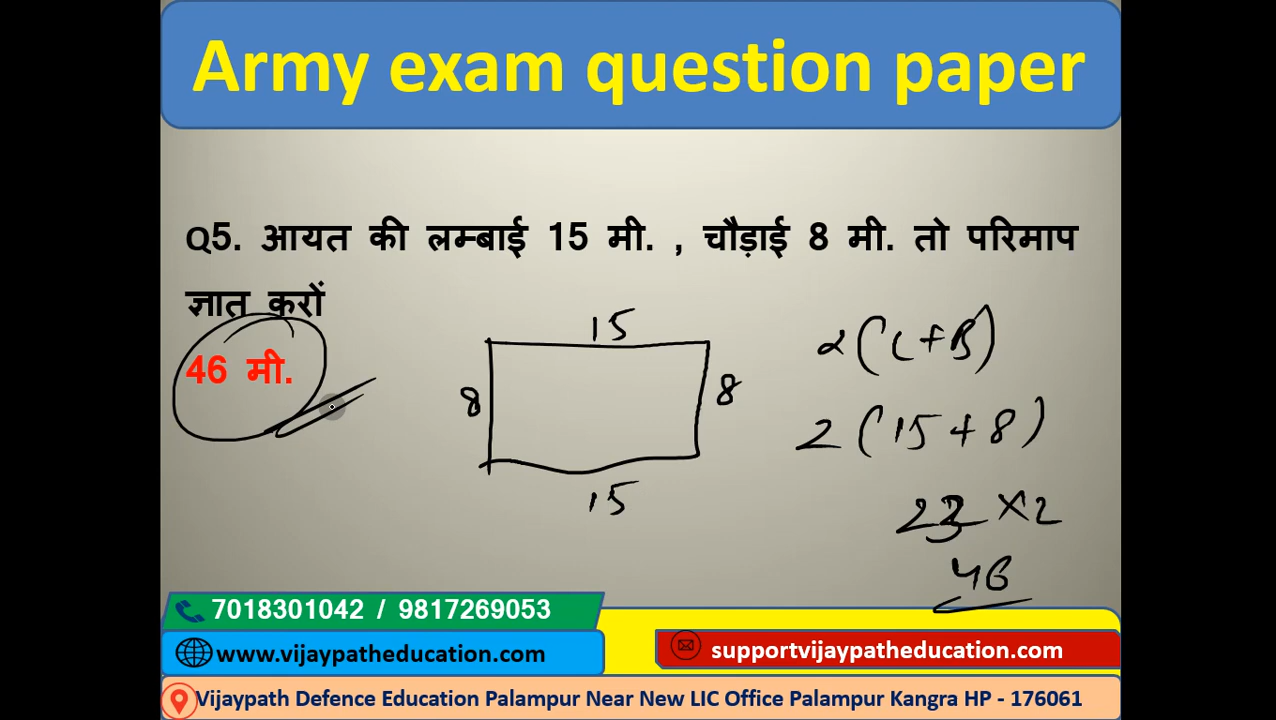 Army exam question paper
Q5. आयत की लम्बाई 15 मी. , चौड़ाई 8 मी. तो परिमाप
ज्ञात करों
46 मी.
15
8
8
15
2(L+B)
2(15+8)
23 ×2
46
7018301042 / 9817269053
www.vijaypatheducation.com
supportvijaypatheducation.com
Vijaypath Defence Education Palampur Near New LIC Office Palampur Kangra HP - 176061